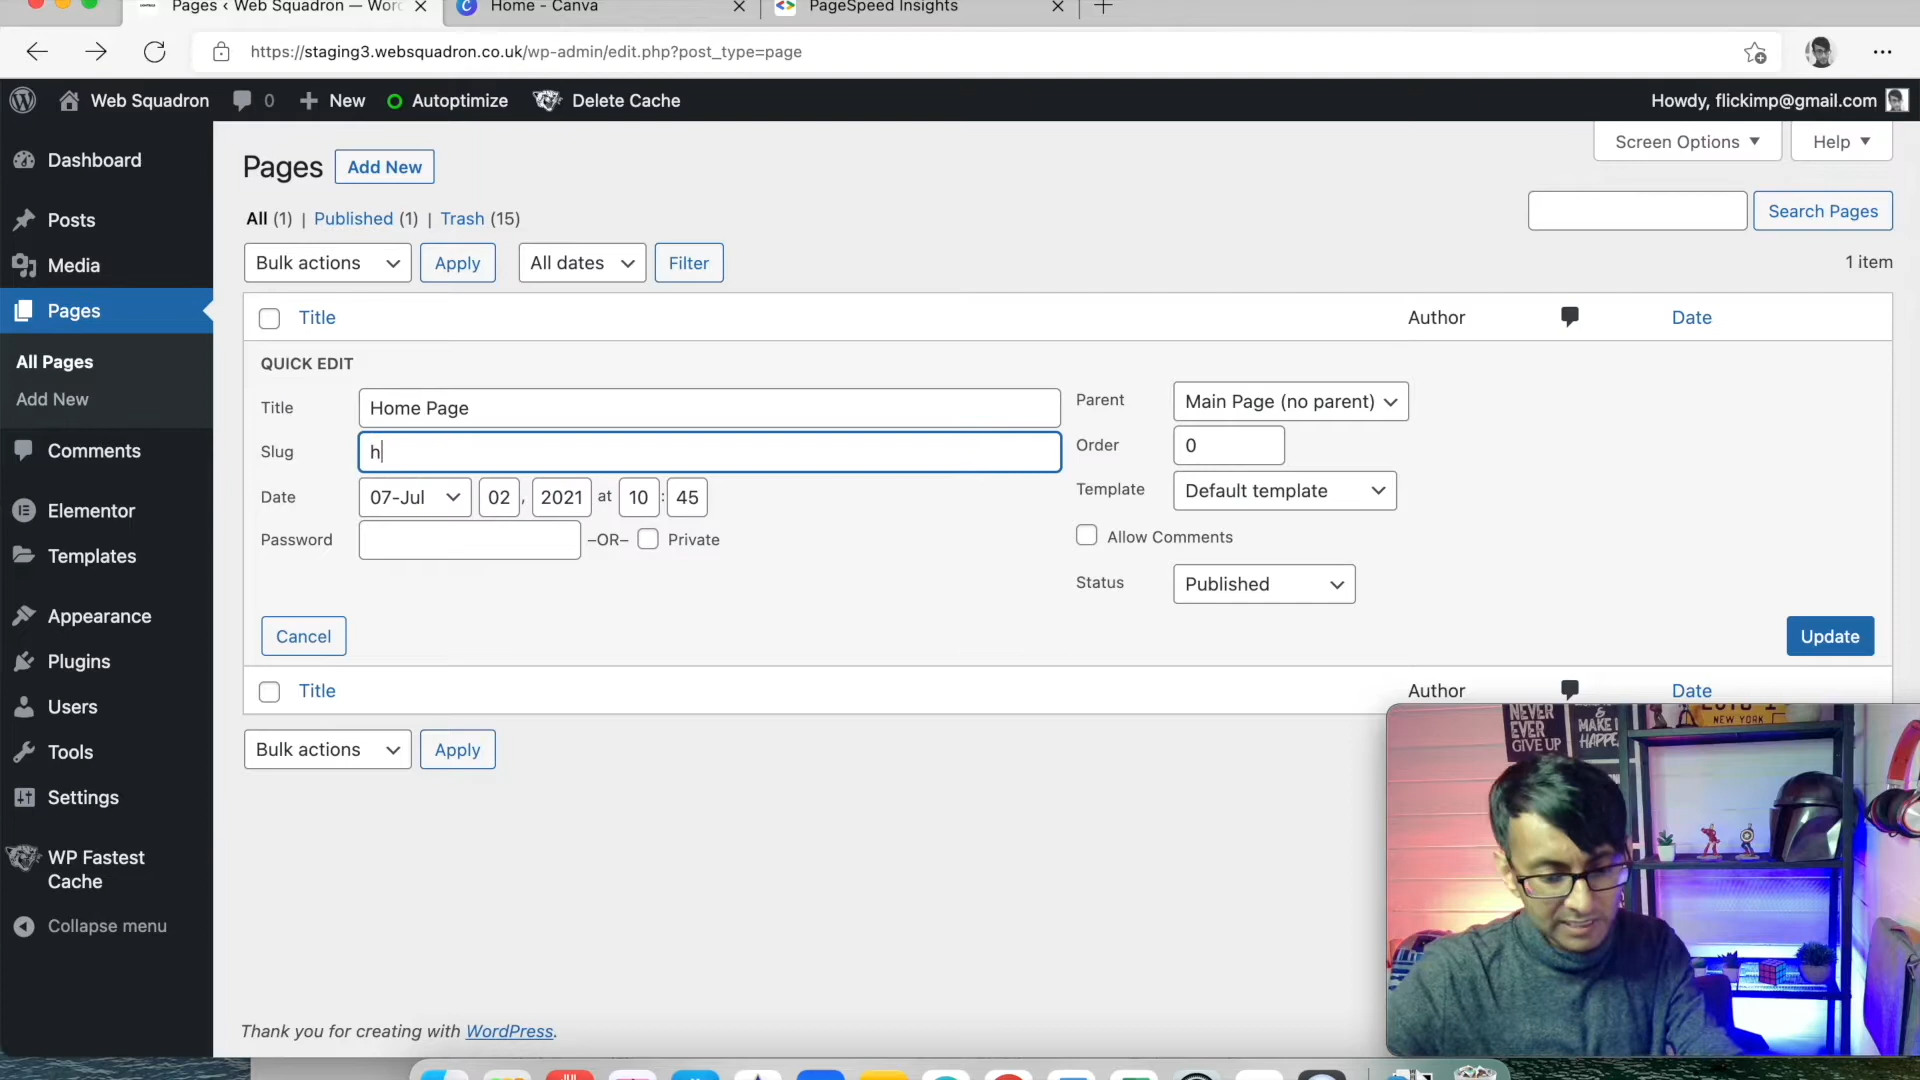 Pages ‹ Web Squadron — Wor
Home - Canva
PageSpeed Insights
https://staging3.websquadron.co.uk/wp-admin/edit.php?post_type=page
Web Squadron
0
New
Autoptimize
Delete Cache
Howdy, flickimp@gmail.com
Screen Options
Help
Dashboard
Posts
Media
Pages
All Pages
Add New
Comments
Elementor
Templates
Appearance
Plugins
Users
Tools
Settings
WP Fastest
Cache
Collapse menu
Pages
Add New
All (1) | Published (1) | Trash (15)
Search Pages
Bulk actions
Apply
All dates
Filter
1 item
Title
Author
Date
QUICK EDIT
Title
Home Page
Slug
h
Date
07-Jul
02
, 2021 at 10 : 45
Password
–OR–
Private
Parent
Main Page (no parent)
Order
0
Template
Default template
Allow Comments
Status
Published
Cancel
Update
Title
Author
Date
Bulk actions
Apply
Thank you for creating with WordPress.
NEVER
EVER
GIVE UP
&
MAKE I
HAPPE
NEW YORK